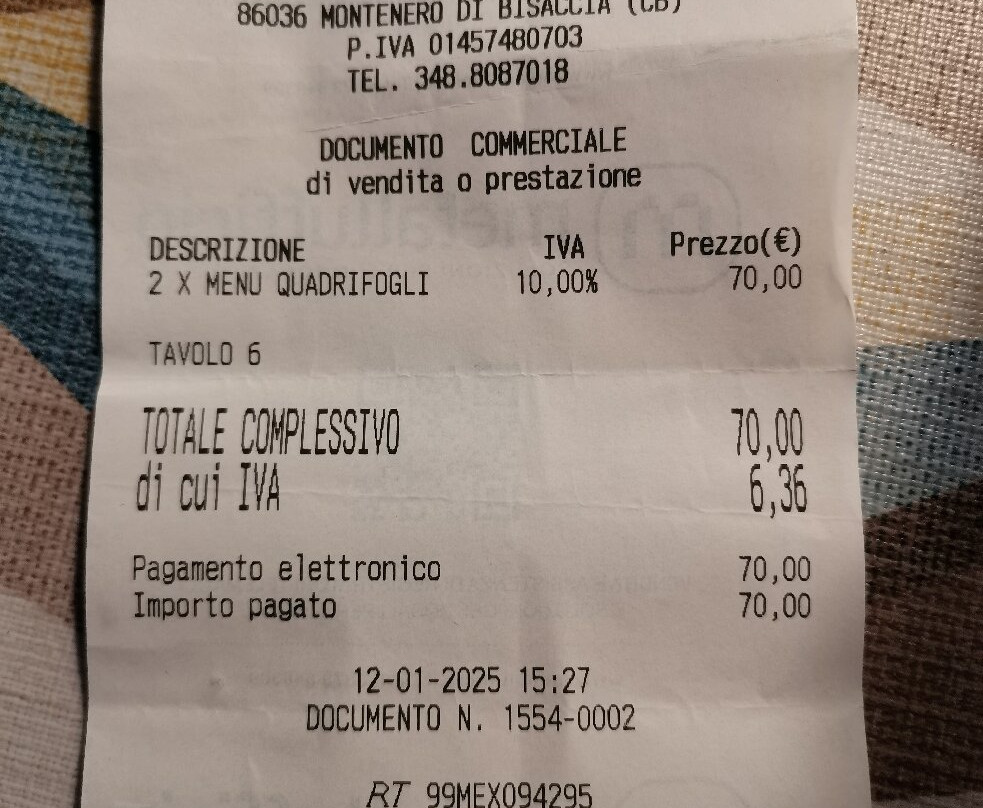 86036 MONTENERO DI BISACCIA (CB)
P.IVA 01457480703
TEL. 348.8087018
DOCUMENTO COMMERCIALE
di vendita o prestazione
DESCRIZIONE IVA Prezzo(€)
2 X MENU QUADRIFOGLI 10,00% 70,00
TAVOLO 6
TOTALE COMPLESSIVO 70,00
di cui IVA 6,36
Pagamento elettronico 70,00
Importo pagato 70,00
12-01-2025 15:27
DOCUMENTO N. 1554-0002
RT 99MEX094295